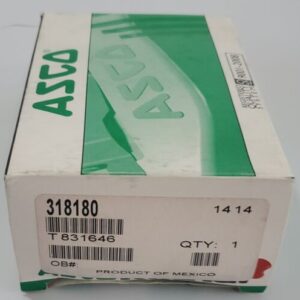 ASCO
ASCO
318180
14 14
T 831646
QTY: 1
OB#:
PRODUCT OF MEXICO